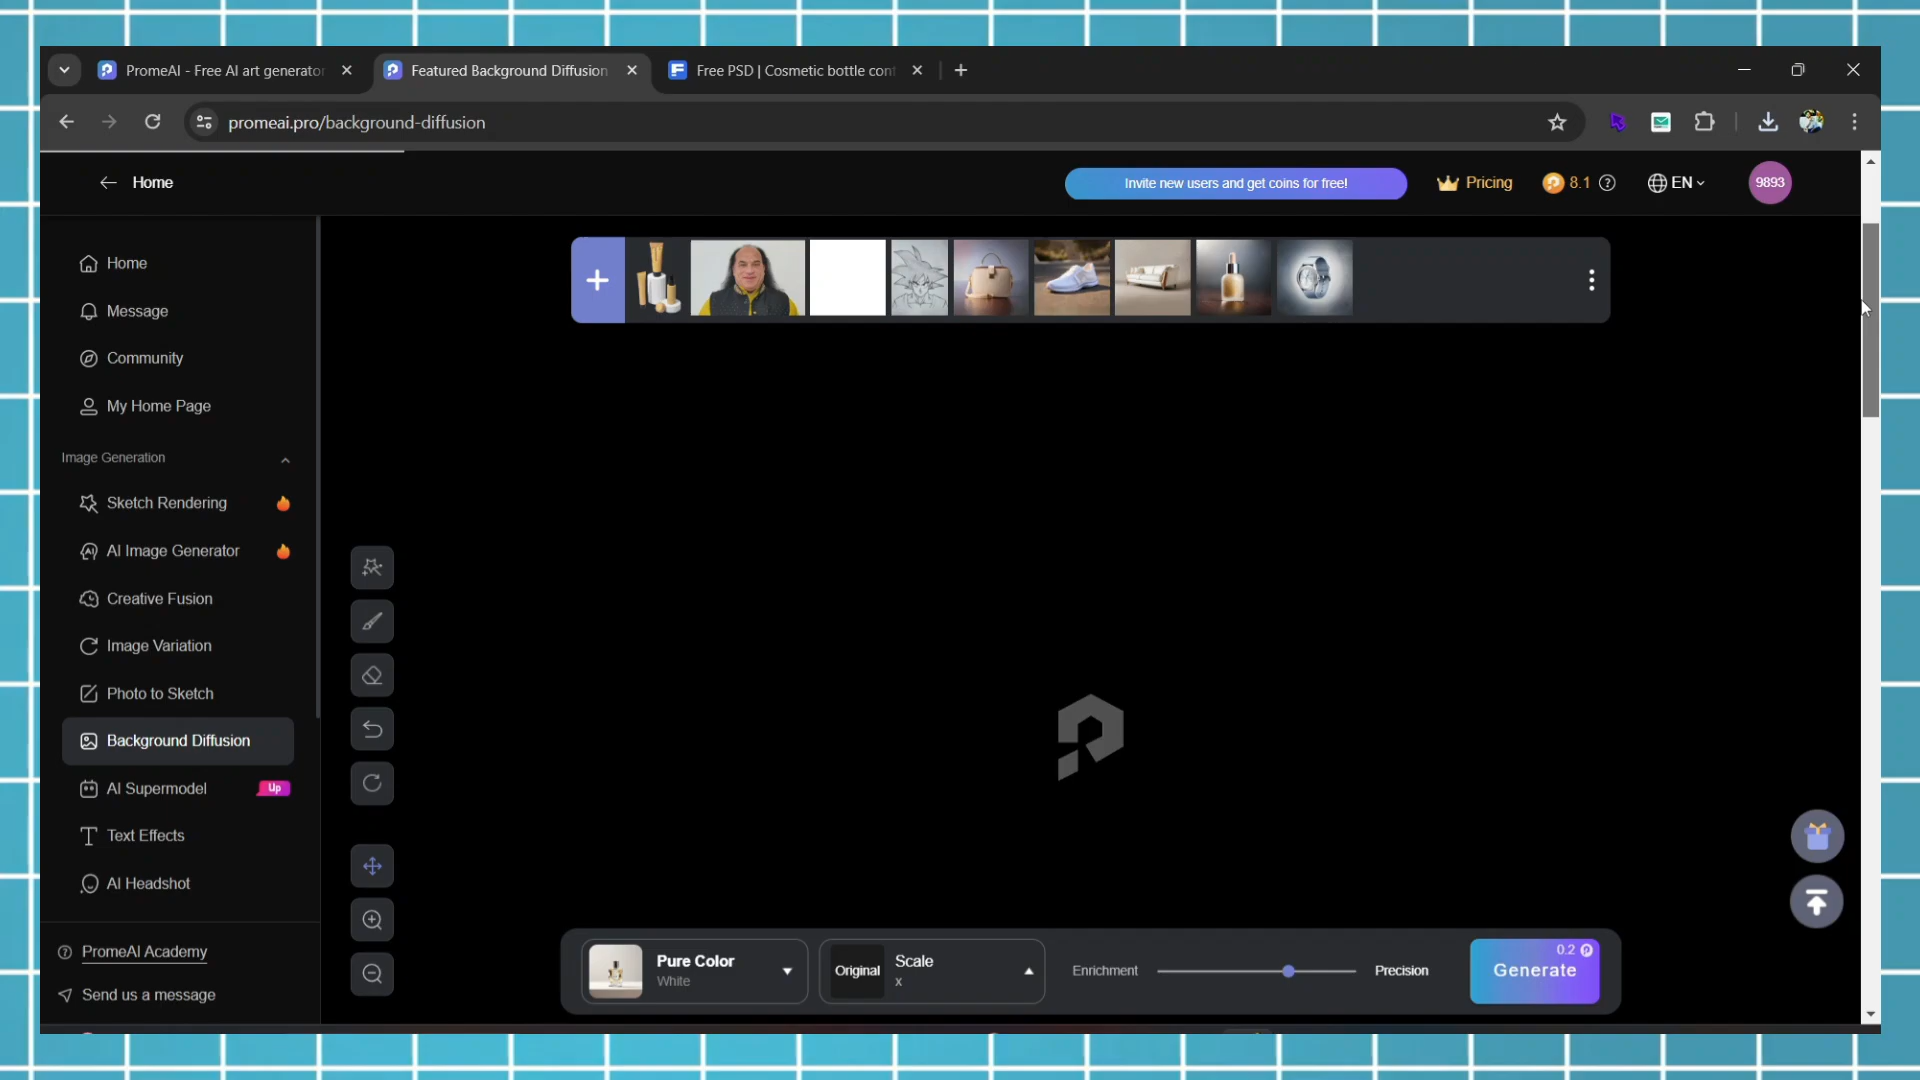 PromeAI - Free AI art generator
Featured Background Diffusion
Free PSD | Cosmetic bottle con
promeai.pro/background-diffusion
Home
Invite new users and get coins for free!
Pricing
8.1
EN
9893
Home
Message
Community
My Home Page
Image Generation
Sketch Rendering
AI Image Generator
Creative Fusion
Image Variation
Photo to Sketch
Background Diffusion
AI Supermodel
Up
Text Effects
AI Headshot
PromeAI Academy
Send us a message
Pure Color
White
Original
Scale
x
Enrichment
Precision
0.2
Generate